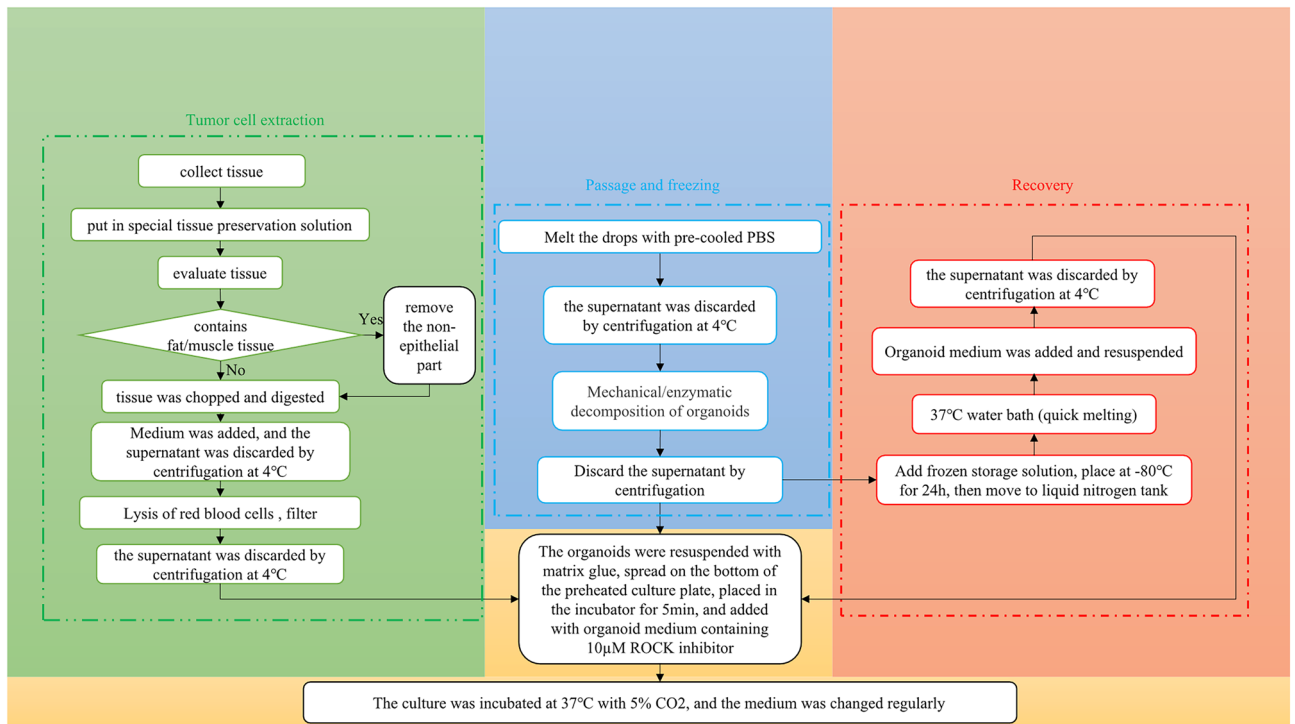 Tumor cell extraction
collect tissue
put in special tissue preservation solution
evaluate tissue
contains
fat/muscle tissue
Yes
remove
the non-
epithelial
part
No
tissue was chopped and digested
Medium was added, and the
supernatant was discarded by
centrifugation at 4℃
Lysis of red blood cells , filter
the supernatant was discarded by
centrifugation at 4℃
Passage and freezing
Melt the drops with pre-cooled PBS
the supernatant was discarded
by centrifugation at 4℃
Mechanical/enzymatic
decomposition of organoids
Discard the supernatant by
centrifugation
Recovery
the supernatant was discarded by
centrifugation at 4℃
Organoid medium was added and resuspended
37℃ water bath (quick melting)
Add frozen storage solution, place at -80℃
for 24h, then move to liquid nitrogen tank
The organoids were resuspended with
matrix glue, spread on the bottom of
the preheated culture plate, placed in
the incubator for 5min, and added
with organoid medium containing
10μM ROCK inhibitor
The culture was incubated at 37℃ with 5% CO2, and the medium was changed regularly